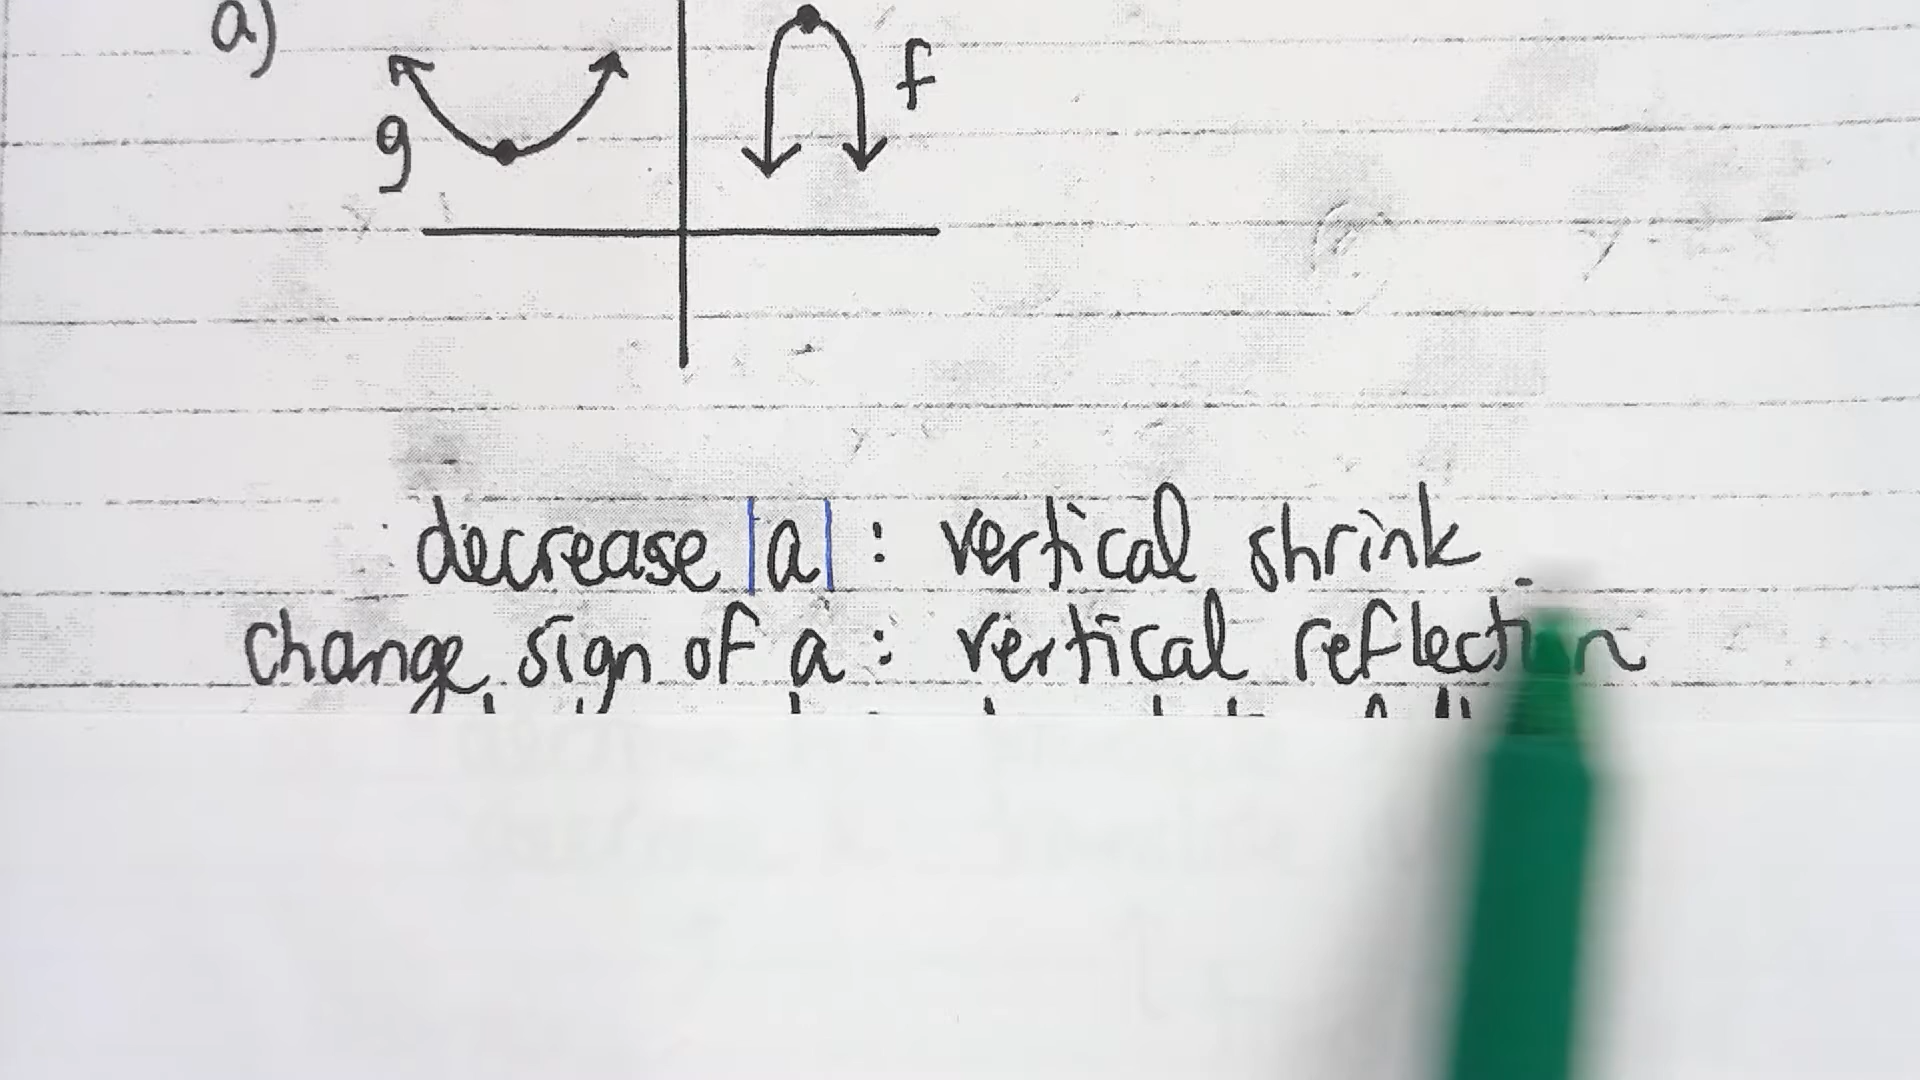 a)
g
f
decrease |a| : vertical shrink
change sign of a : vertical reflection